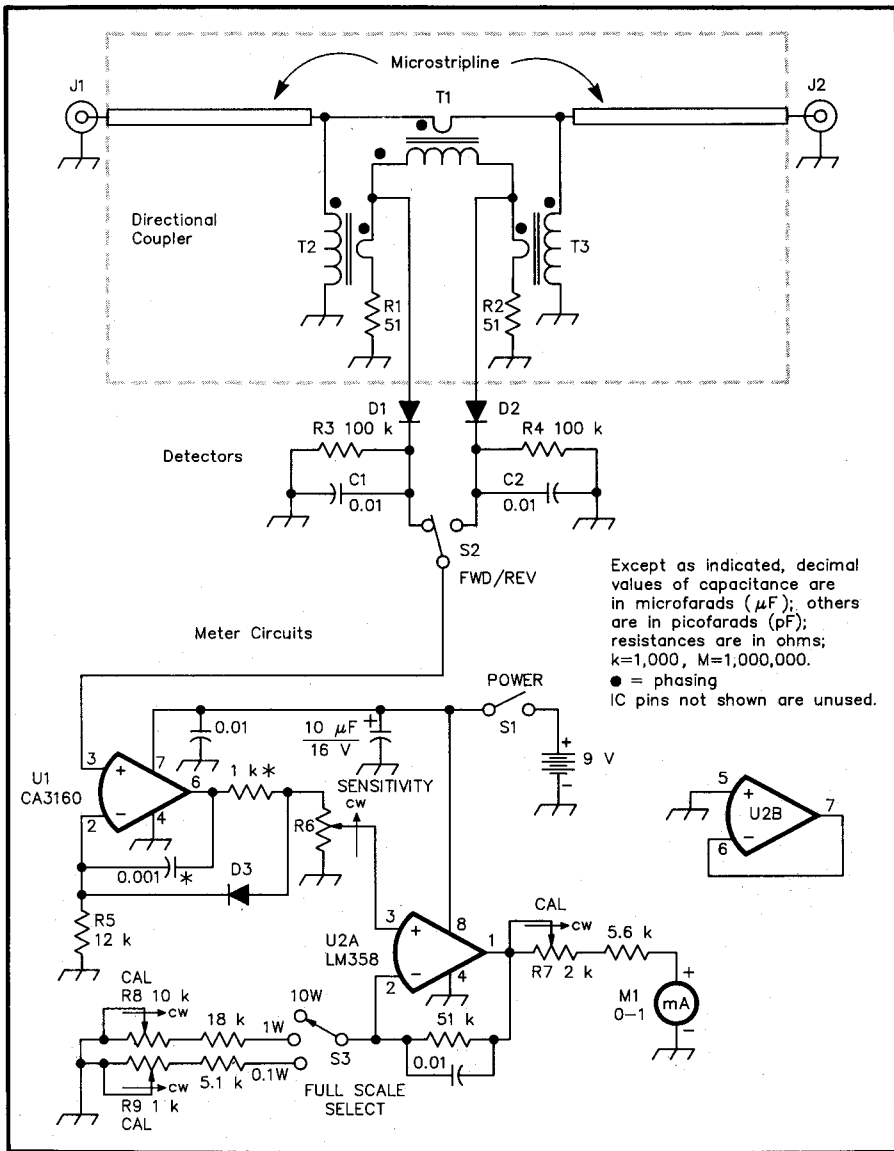 Microstripline
J1
T1
J2
Directional
Coupler
T2
T3
R1
51
R2
51
D1
D2
R3 100 k
R4 100 k
Detectors
C1
0.01
C2
0.01
S2
FWD/REV
Except as indicated, decimal
values of capacitance are
in microfarads (μF); others
are in picofarads (pF);
resistances are in ohms;
k=1,000, M=1,000,000.
● = phasing
IC pins not shown are unused.
Meter Circuits
POWER
S1
0.01
10 μF
16 V
+
9 V
+
-
U1
CA3160
3
+
7
6
-
2
4
1 k*
SENSITIVITY
cw
R6
0.001
*
D3
R5
12 k
5
+
U2B
7
6
-
3
+
8
U2A
LM358
1
-
2
4
CAL
cw
R7 2 k
5.6 k
+
M1
0-1
mA
-
51 k
0.01
CAL
R8 10 k
cw
18 k
10W
1W
S3
5.1 k
0.1W
cw
R9 1 k
CAL
FULL SCALE
SELECT